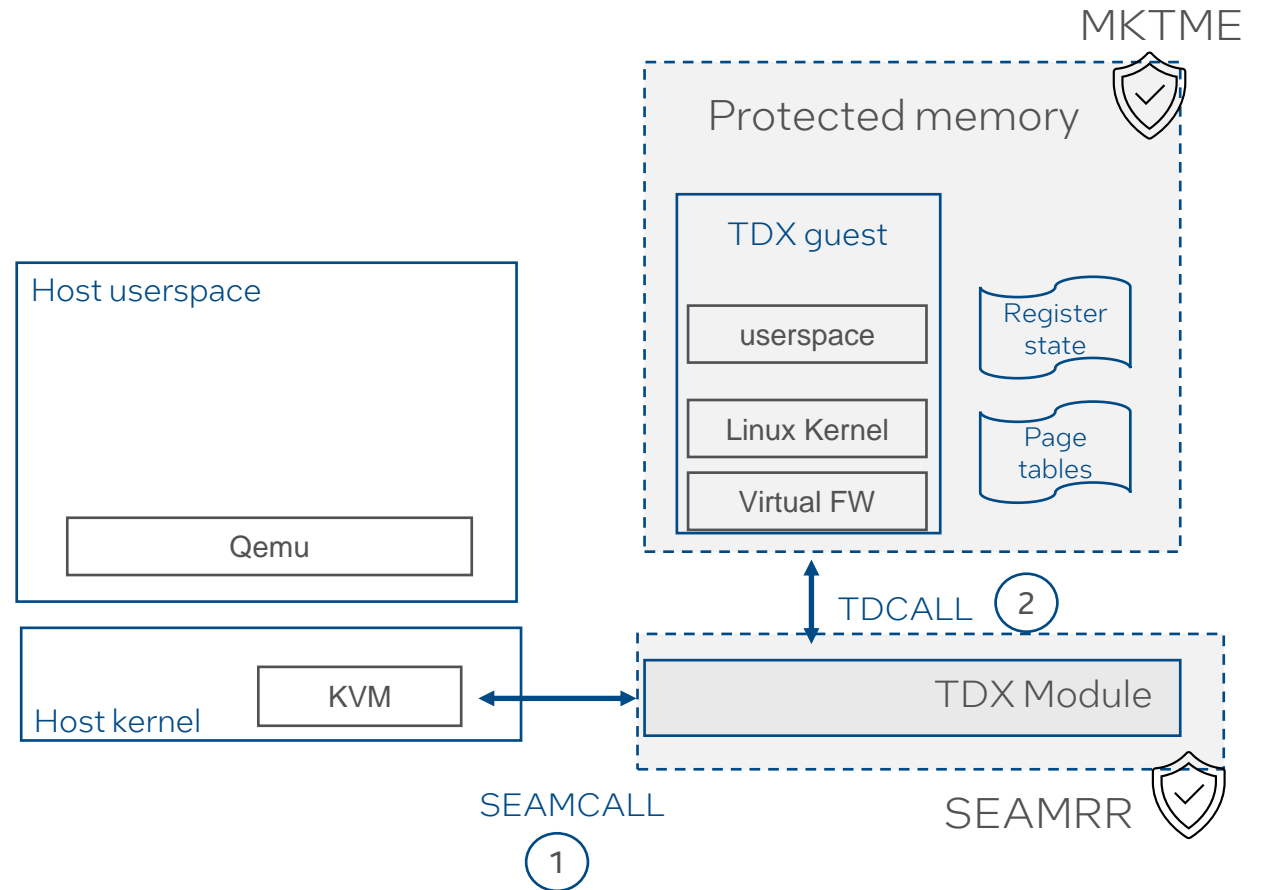 MKTME
Protected memory
TDX guest
userspace
Linux Kernel
Virtual FW
Register
state
Page
tables
Host userspace
Qemu
TDCALL
2
Host kernel
KVM
TDX Module
SEAMCALL
1
SEAMRR